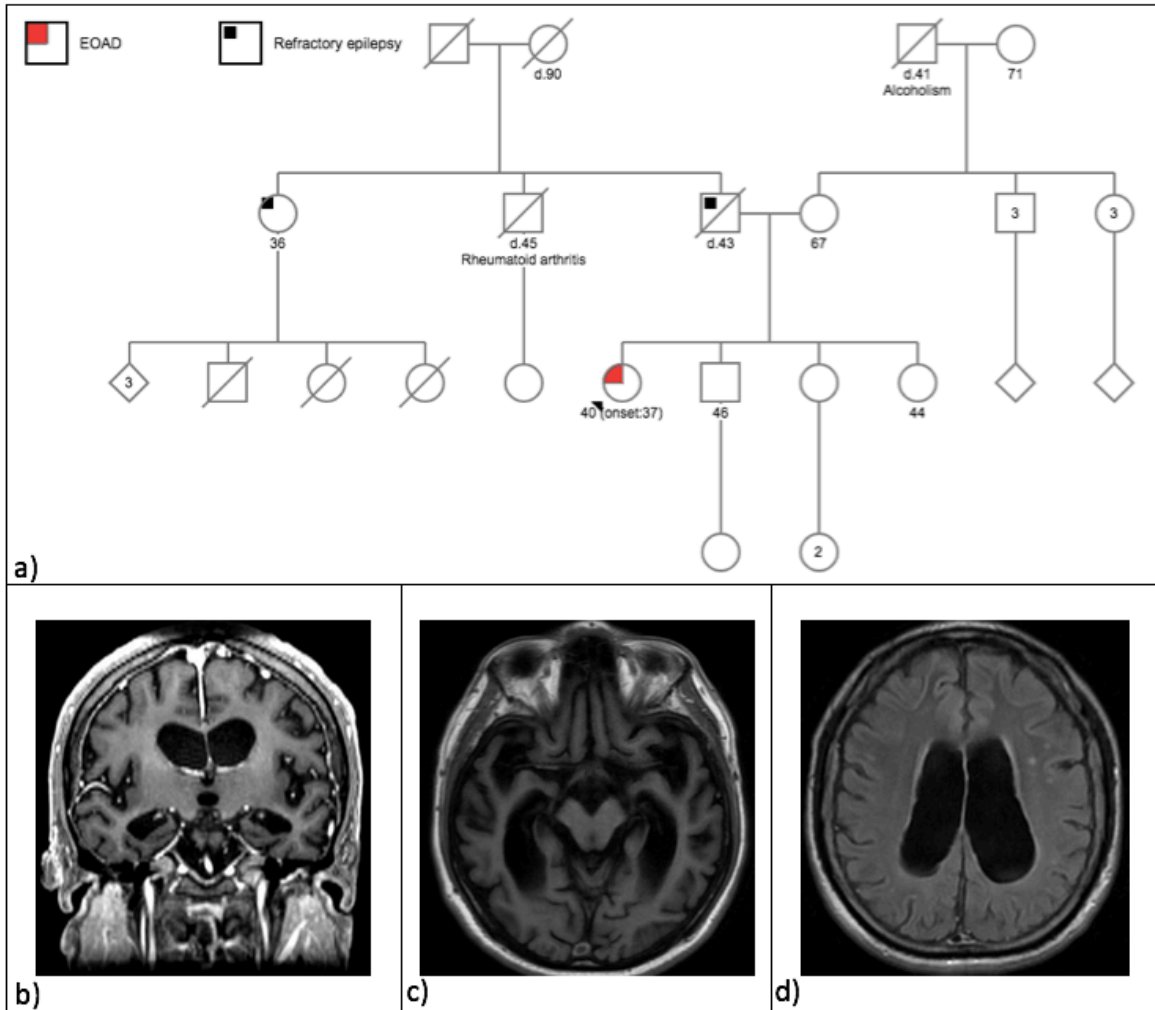 EOAD
Refractory epilepsy
d.90
d.41
Alcoholism
71
36
d.45
Rheumatoid arthritis
d.43
67
3
3
3
40 (onset:37)
46
44
2
a)
b)
c)
d)